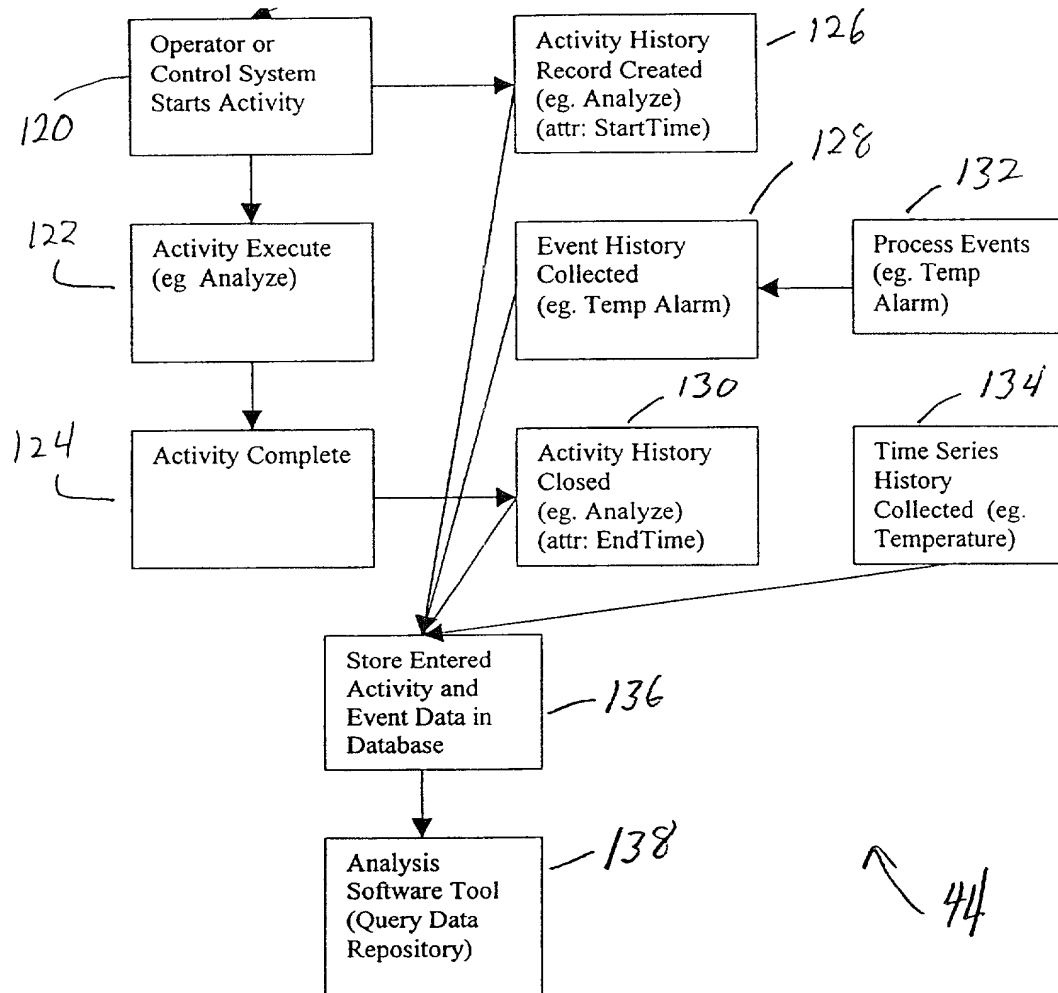 Operator or
Control System
Starts Activity
120
Activity History
Record Created
(eg. Analyze)
(attr: StartTime)
126
Activity Execute
(eg Analyze)
122
Event History
Collected
(eg. Temp Alarm)
128
Process Events
(eg. Temp
Alarm)
132
Activity Complete
124
Activity History
Closed
(eg. Analyze)
(attr: EndTime)
130
Time Series
History
Collected (eg.
Temperature)
134
Store Entered
Activity and
Event Data in
Database
136
Analysis
Software Tool
(Query Data
Repository)
138
44